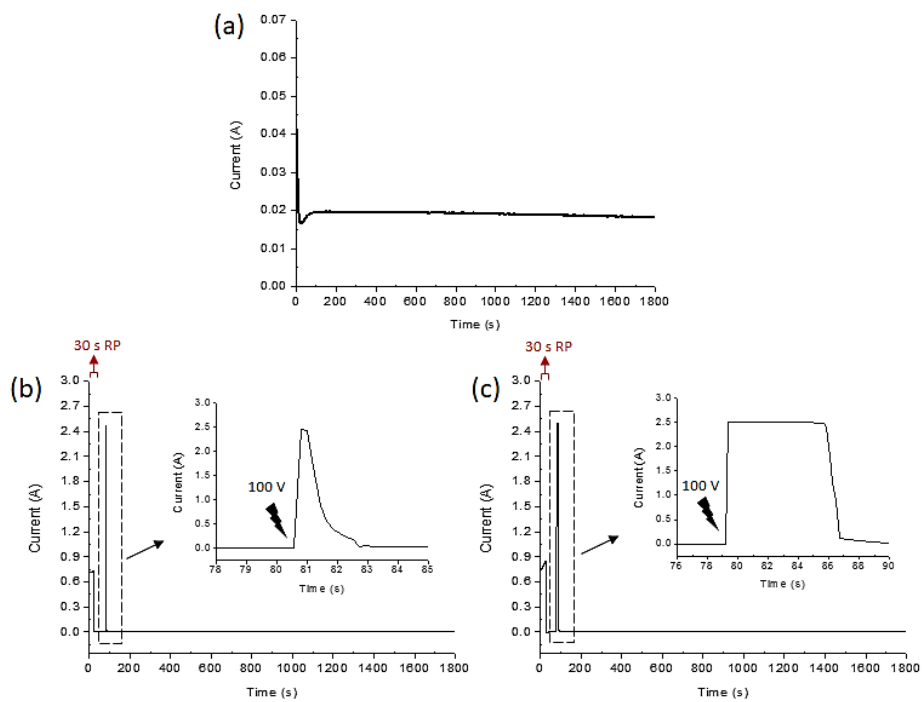 (a)
0.07
0.06
0.05
0.04
0.03
0.02
0.01
0.00
Current (A)
0 200 400 600 800 1000 1200 1400 1600 1800
Time (s)
30 s RP
(b)
3.0
2.7
2.4
2.1
1.8
1.5
1.2
0.9
0.6
0.3
0.0
Current (A)
0 200 400 600 800 1000 1200 1400 1600 1800
Time (s)
3.0
2.5
2.0
1.5
1.0
0.5
0.0
Current (A)
100 V
78 79 80 81 82 83 84 85
Time (s)
30 s RP
(c)
3.0
2.7
2.4
2.1
1.8
1.5
1.2
0.9
0.6
0.3
0.0
Current (A)
0 200 400 600 800 1000 1200 1400 1600 1800
Time (s)
3.0
2.5
2.0
1.5
1.0
0.5
0.0
Current (A)
100 V
76 78 80 82 84 86 88 90
Time (s)